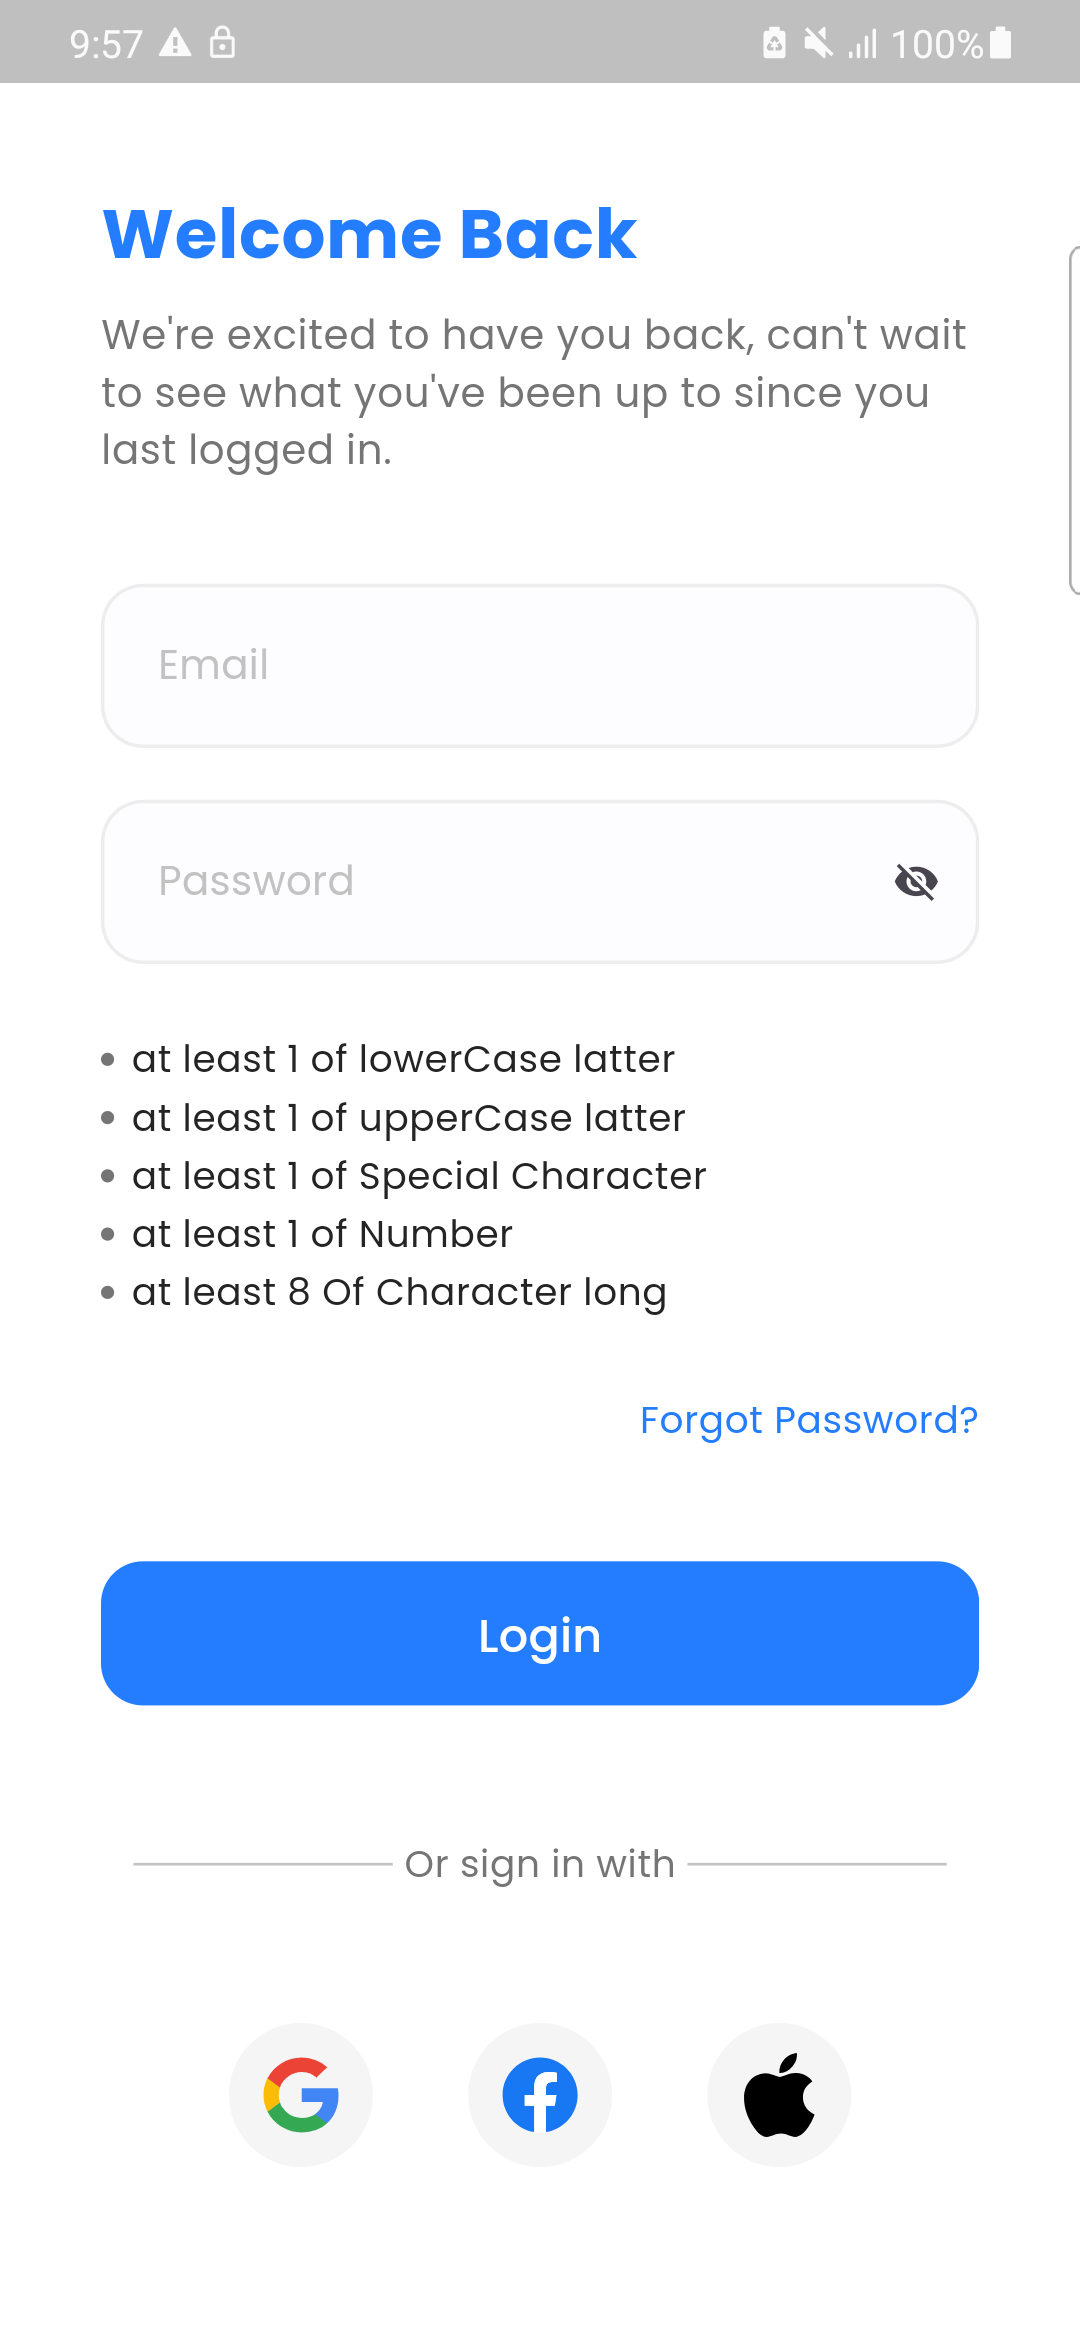 9:57 100%
Welcome Back
We're excited to have you back, can't wait
to see what you've been up to since you
last logged in.
Email
Password
at least 1 of lowerCase latter
at least 1 of upperCase latter
at least 1 of Special Character
at least 1 of Number
at least 8 Of Character long
Forgot Password?
Login
Or sign in with